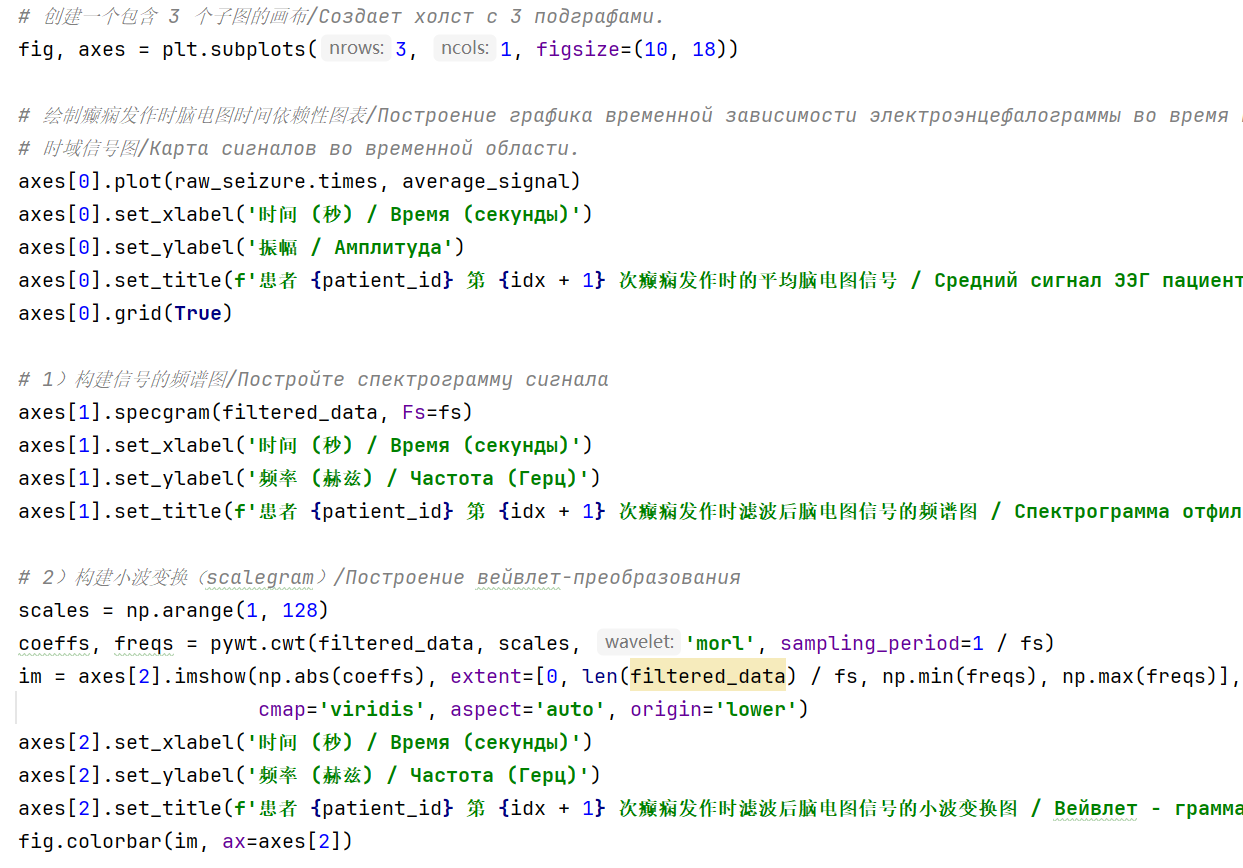 # 创建一个包含 3 个子图的画布/Создает холст с 3 подграфами.
fig, axes = plt.subplots( nrows: 3, ncols: 1, figsize=(10, 18))
# 绘制癫痫发作时脑电图时间依赖性图表/Построение графика временной зависимости электроэнцефалограммы во время
# 时域信号图/Карта сигналов во временной области.
axes[0].plot(raw_seizure.times, average_signal)
axes[0].set_xlabel('时间 (秒) / Время (секунды)')
axes[0].set_ylabel('振幅 / Амплитуда')
axes[0].set_title(f'患者 {patient_id} 第 {idx + 1} 次癫痫发作时的平均脑电图信号 / Средний сигнал ЭЭГ пациент
axes[0].grid(True)
# 1）构建信号的频谱图/Постройте спектрограмму сигнала
axes[1].specgram(filtered_data, Fs=fs)
axes[1].set_xlabel('时间 (秒) / Время (секунды)')
axes[1].set_ylabel('频率 (赫兹) / Частота (Герц)')
axes[1].set_title(f'患者 {patient_id} 第 {idx + 1} 次癫痫发作时滤波后脑电图信号的频谱图 / Спектрограмма отфил
# 2）构建小波变换（scalegram）/Построение вейвлет-преобразования
scales = np.arange(1, 128)
coeffs, freqs = pywt.cwt(filtered_data, scales, wavelet: 'morl', sampling_period=1 / fs)
im = axes[2].imshow(np.abs(coeffs), extent=[0, len(filtered_data) / fs, np.min(freqs), np.max(freqs)],
cmap='viridis', aspect='auto', origin='lower')
axes[2].set_xlabel('时间 (秒) / Время (секунды)')
axes[2].set_ylabel('频率 (赫兹) / Частота (Герц)')
axes[2].set_title(f'患者 {patient_id} 第 {idx + 1} 次癫痫发作时滤波后脑电图信号的小波变换图 / Вейвлет - грамма
fig.colorbar(im, ax=axes[2])